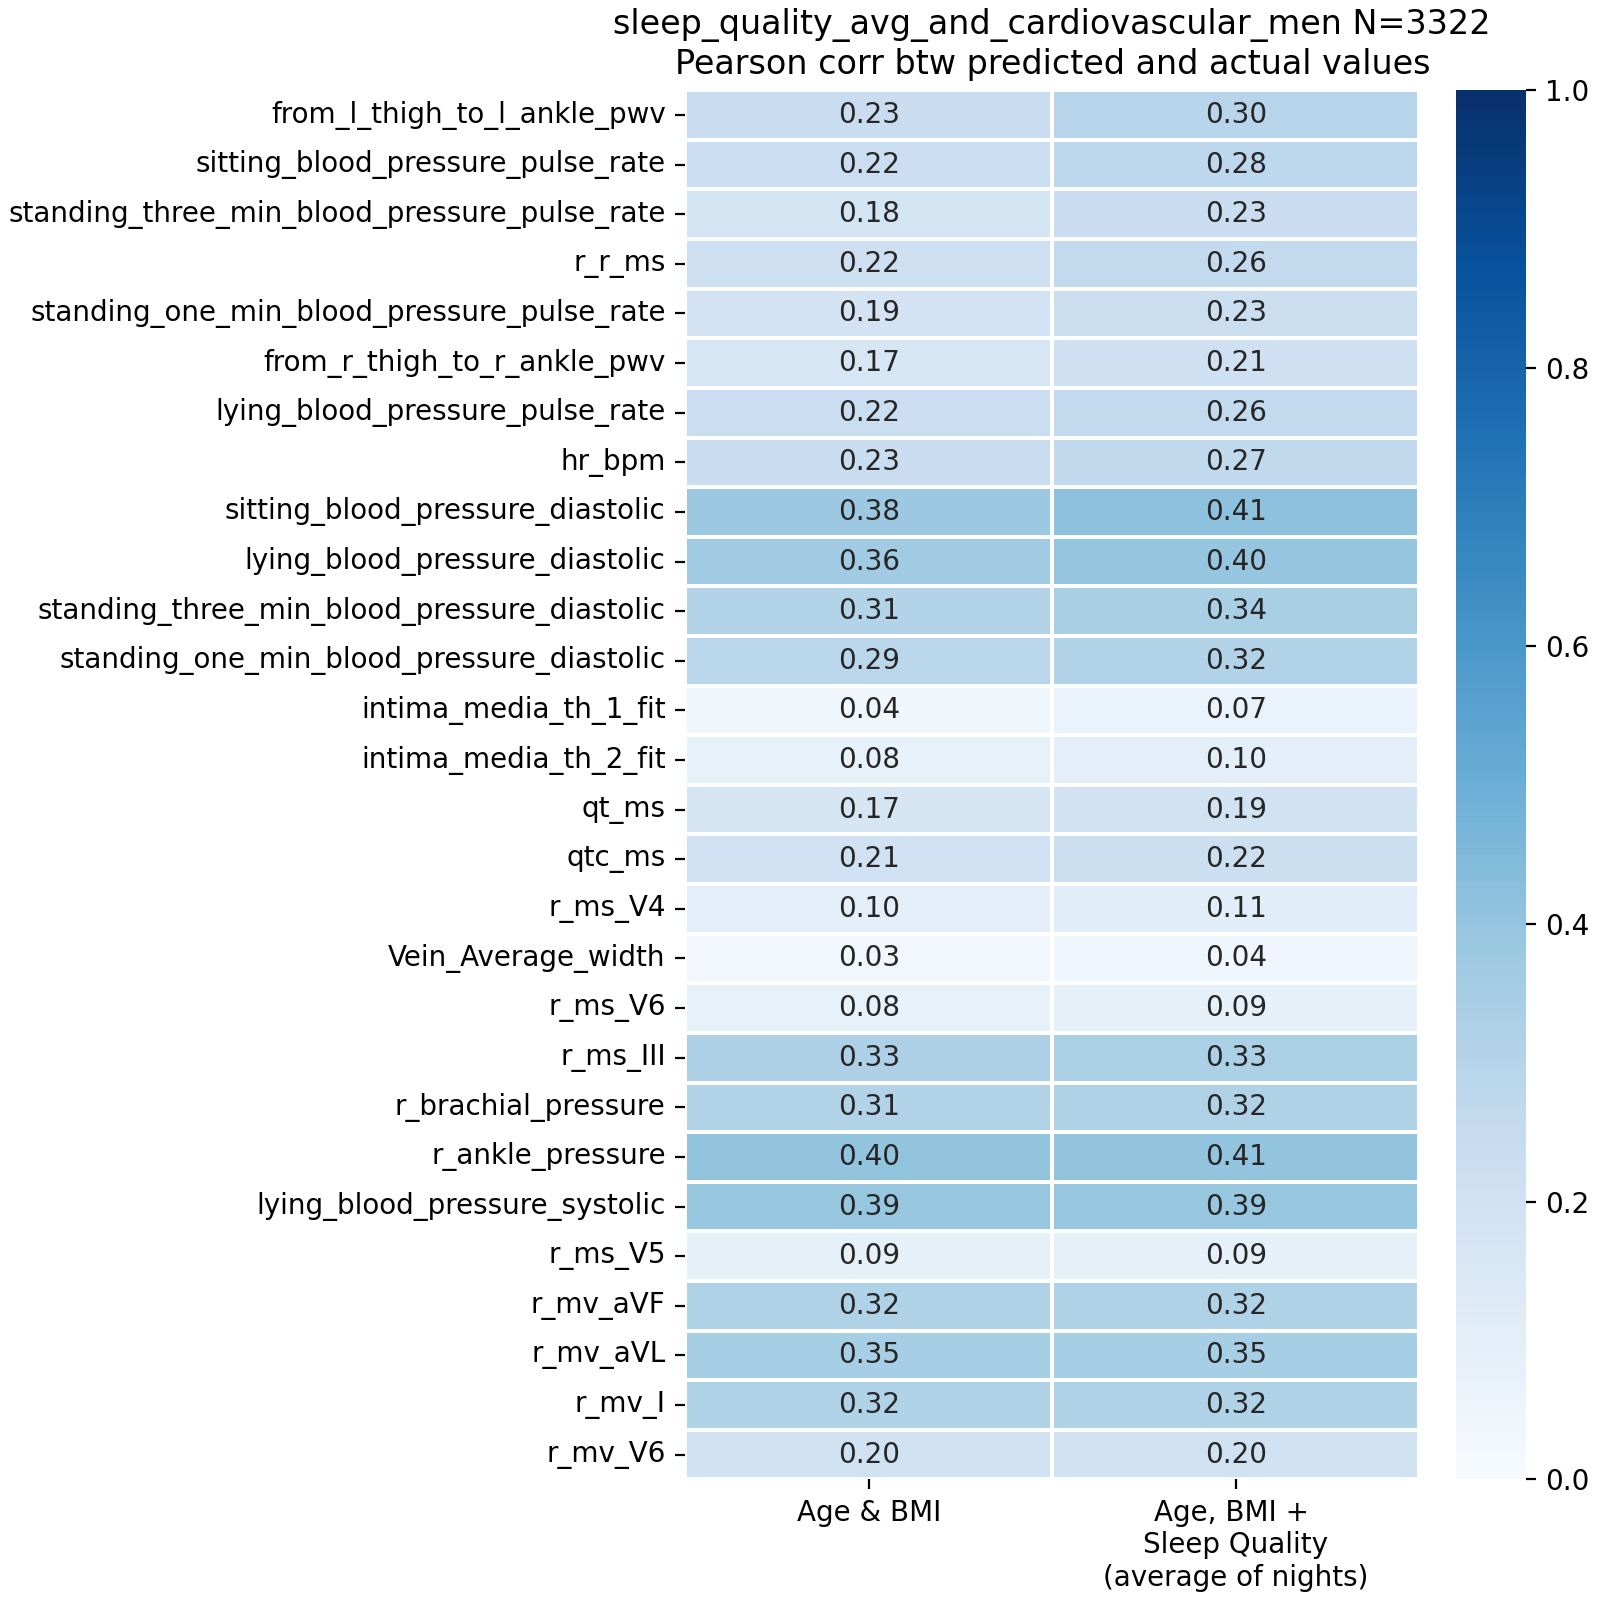 sleep_quality_avg_and_cardiovascular_men N=3322
Pearson corr btw predicted and actual values
from_l_thigh_to_l_ankle_pwv 0.23 0.30
sitting_blood_pressure_pulse_rate 0.22 0.28
standing_three_min_blood_pressure_pulse_rate 0.18 0.23
r_r_ms 0.22 0.26
standing_one_min_blood_pressure_pulse_rate 0.19 0.23
from_r_thigh_to_r_ankle_pwv 0.17 0.21
lying_blood_pressure_pulse_rate 0.22 0.26
hr_bpm 0.23 0.27
sitting_blood_pressure_diastolic 0.38 0.41
lying_blood_pressure_diastolic 0.36 0.40
standing_three_min_blood_pressure_diastolic 0.31 0.34
standing_one_min_blood_pressure_diastolic 0.29 0.32
intima_media_th_1_fit 0.04 0.07
intima_media_th_2_fit 0.08 0.10
qt_ms 0.17 0.19
qtc_ms 0.21 0.22
r_ms_V4 0.10 0.11
Vein_Average_width 0.03 0.04
r_ms_V6 0.08 0.09
r_ms_III 0.33 0.33
r_brachial_pressure 0.31 0.32
r_ankle_pressure 0.40 0.41
lying_blood_pressure_systolic 0.39 0.39
r_ms_V5 0.09 0.09
r_mv_aVF 0.32 0.32
r_mv_aVL 0.35 0.35
r_mv_I 0.32 0.32
r_mv_V6 0.20 0.20
Age & BMI
Age, BMI +
Sleep Quality
(average of nights)
1.0
0.8
0.6
0.4
0.2
0.0